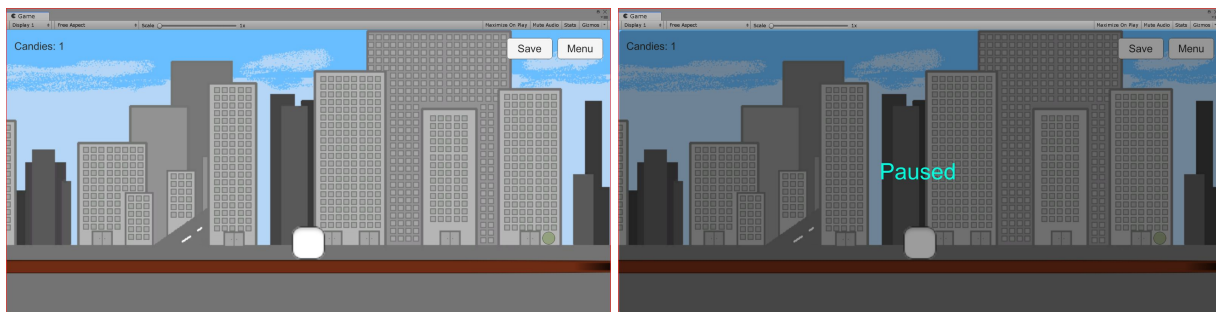 Game
Display 1 Free Aspect Scale 1x Maximize On Play Mute Audio Stats Gizmos
Candies: 1 Save Menu
Game
Display 1 Free Aspect Scale 1x Maximize On Play Mute Audio Stats Gizmos
Candies: 1 Save Menu
Paused